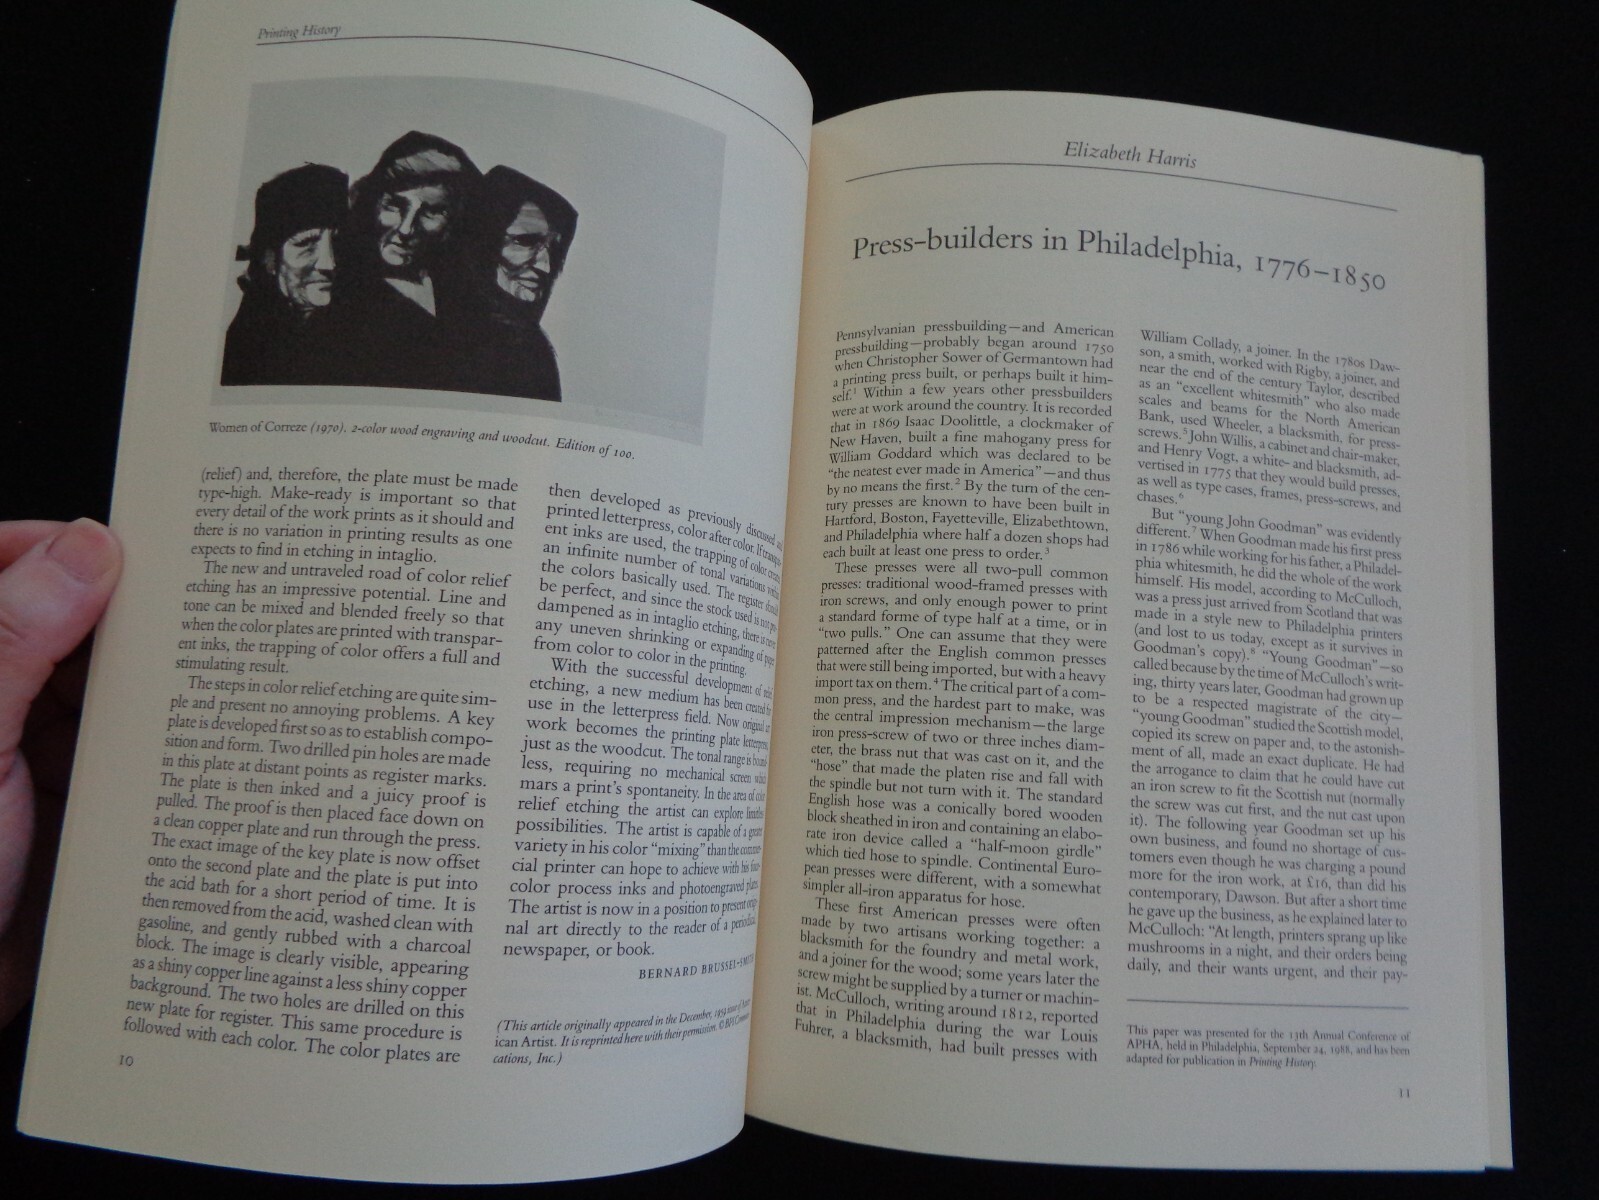 Printing History
Women of Correze (1970). 2-color wood engraving and woodcut. Edition of 100.
(relief) and, therefore, the plate must be made
type-high. Make-ready is important so that
every detail of the work prints as it should and
there is no variation in printing results as one
expects to find in etching in intaglio.
The new and untraveled road of color relief
etching has an impressive potential. Line and
tone can be mixed and blended freely so that
when the color plates are printed with transpar-
ent inks, the trapping of color offers a full and
stimulating result.
The steps in color relief etching are quite sim-
ple and present no annoying problems. A key
plate is developed first so as to establish compo-
sition and form. Two drilled pin holes are made
in this plate at distant points as register marks.
The plate is then inked and a juicy proof is
pulled. The proof is then placed face down on
a clean copper plate and run through the press.
The exact image of the key plate is now offset
onto the second plate and the plate is put into
the acid bath for a short period of time. It is
then removed from the acid, washed clean with
gasoline, and gently rubbed with a charcoal
block. The image is clearly visible, appearing
as a shiny copper line against a less shiny copper
background. The two holes are drilled on this
new plate for register. This same procedure is
followed with each color. The color plates are
then developed as previously discussed and
printed letterpress, color after color. If transpar-
ent inks are used, the trapping of color creates
an infinite number of tonal variations within
the colors basically used. The register should
be perfect, and since the stock used is not pre-
dampened as in intaglio etching, there is never
any uneven shrinking or expanding of paper
from color to color in the printing.
With the successful development of relief
etching, a new medium has been created for
use in the letterpress field. Now original art
work becomes the printing plate letterpress,
just as the woodcut. The tonal range is bound-
less, requiring no mechanical screen which
mars a print's spontaneity. In the area of color
relief etching the artist can explore limitless
possibilities. The artist is capable of a greater
variety in his color "mixing" than the commer-
cial printer can hope to achieve with his four-
color process inks and photoengraved plates.
The artist is now in a position to present origi-
nal art directly to the reader of a periodical,
newspaper, or book.
BERNARD BRUSSEL-SMITH
(This article originally appeared in the December, 1959 issue of Amer-
ican Artist. It is reprinted here with their permission. © BPI Communi-
cations, Inc.)
10
Elizabeth Harris
Press-builders in Philadelphia, 1776–1850
Pennsylvanian pressbuilding—and American
pressbuilding—probably began around 1750
when Christopher Sower of Germantown had
a printing press built, or perhaps built it him-
self.1 Within a few years other pressbuilders
were at work around the country. It is recorded
that in 1869 Isaac Doolittle, a clockmaker of
New Haven, built a fine mahogany press for
William Goddard which was declared to be
"the neatest ever made in America"—and thus
by no means the first.2 By the turn of the cen-
tury presses are known to have been built in
Hartford, Boston, Fayetteville, Elizabethtown,
and Philadelphia where half a dozen shops had
each built at least one press to order.3
These presses were all two-pull common
presses: traditional wood-framed presses with
iron screws, and only enough power to print
a standard forme of type half at a time, or in
"two pulls." One can assume that they were
patterned after the English common presses
that were still being imported, but with a heavy
import tax on them.4 The critical part of a com-
mon press, and the hardest part to make, was
the central impression mechanism—the large
iron press-screw of two or three inches diam-
eter, the brass nut that was cast on it, and the
"hose" that made the platen rise and fall with
the spindle but not turn with it. The standard
English hose was a conically bored wooden
block sheathed in iron and containing an elabo-
rate iron device called a "half-moon girdle"
which tied hose to spindle. Continental Euro-
pean presses were different, with a somewhat
simpler all-iron apparatus for hose.
These first American presses were often
made by two artisans working together: a
blacksmith for the foundry and metal work,
and a joiner for the wood; some years later the
screw might be supplied by a turner or machin-
ist. McCulloch, writing around 1812, reported
that in Philadelphia during the war Louis
Fuhrer, a blacksmith, had built presses with
William Collady, a joiner. In the 1780s Daw-
son, a smith, worked with Rigby, a joiner, and
near the end of the century Taylor, described
as an "excellent whitesmith" who also made
scales and beams for the North American
Bank, used Wheeler, a blacksmith, for press-
screws.5 John Willis, a cabinet and chair-maker,
and Henry Vogt, a white- and blacksmith, ad-
vertised in 1775 that they would build presses,
as well as type cases, frames, press-screws, and
chases.6
But "young John Goodman" was evidently
different.7 When Goodman made his first press
in 1786 while working for his father, a Philadel-
phia whitesmith, he did the whole of the work
himself. His model, according to McCulloch,
was a press just arrived from Scotland that was
made in a style new to Philadelphia printers
(and lost to us today, except as it survives in
Goodman's copy).8 "Young Goodman"—so
called because by the time of McCulloch's writ-
ing, thirty years later, Goodman had grown up
to be a respected magistrate of the city—
"young Goodman" studied the Scottish model,
copied its screw on paper and, to the astonish-
ment of all, made an exact duplicate. He had
the arrogance to claim that he could have cut
an iron screw to fit the Scottish nut (normally
the screw was cut first, and the nut cast upon
it). The following year Goodman set up his
own business, and found no shortage of cus-
tomers even though he was charging a pound
more for the iron work, at £16, than did his
contemporary, Dawson. But after a short time
he gave up the business, as he explained later to
McCulloch: "At length, printers sprang up like
mushrooms in a night, and their orders being
daily, and their wants urgent, and their pay-
This paper was presented for the 13th Annual Conference of
APHA, held in Philadelphia, September 24, 1988, and has been
adapted for publication in Printing History.
11